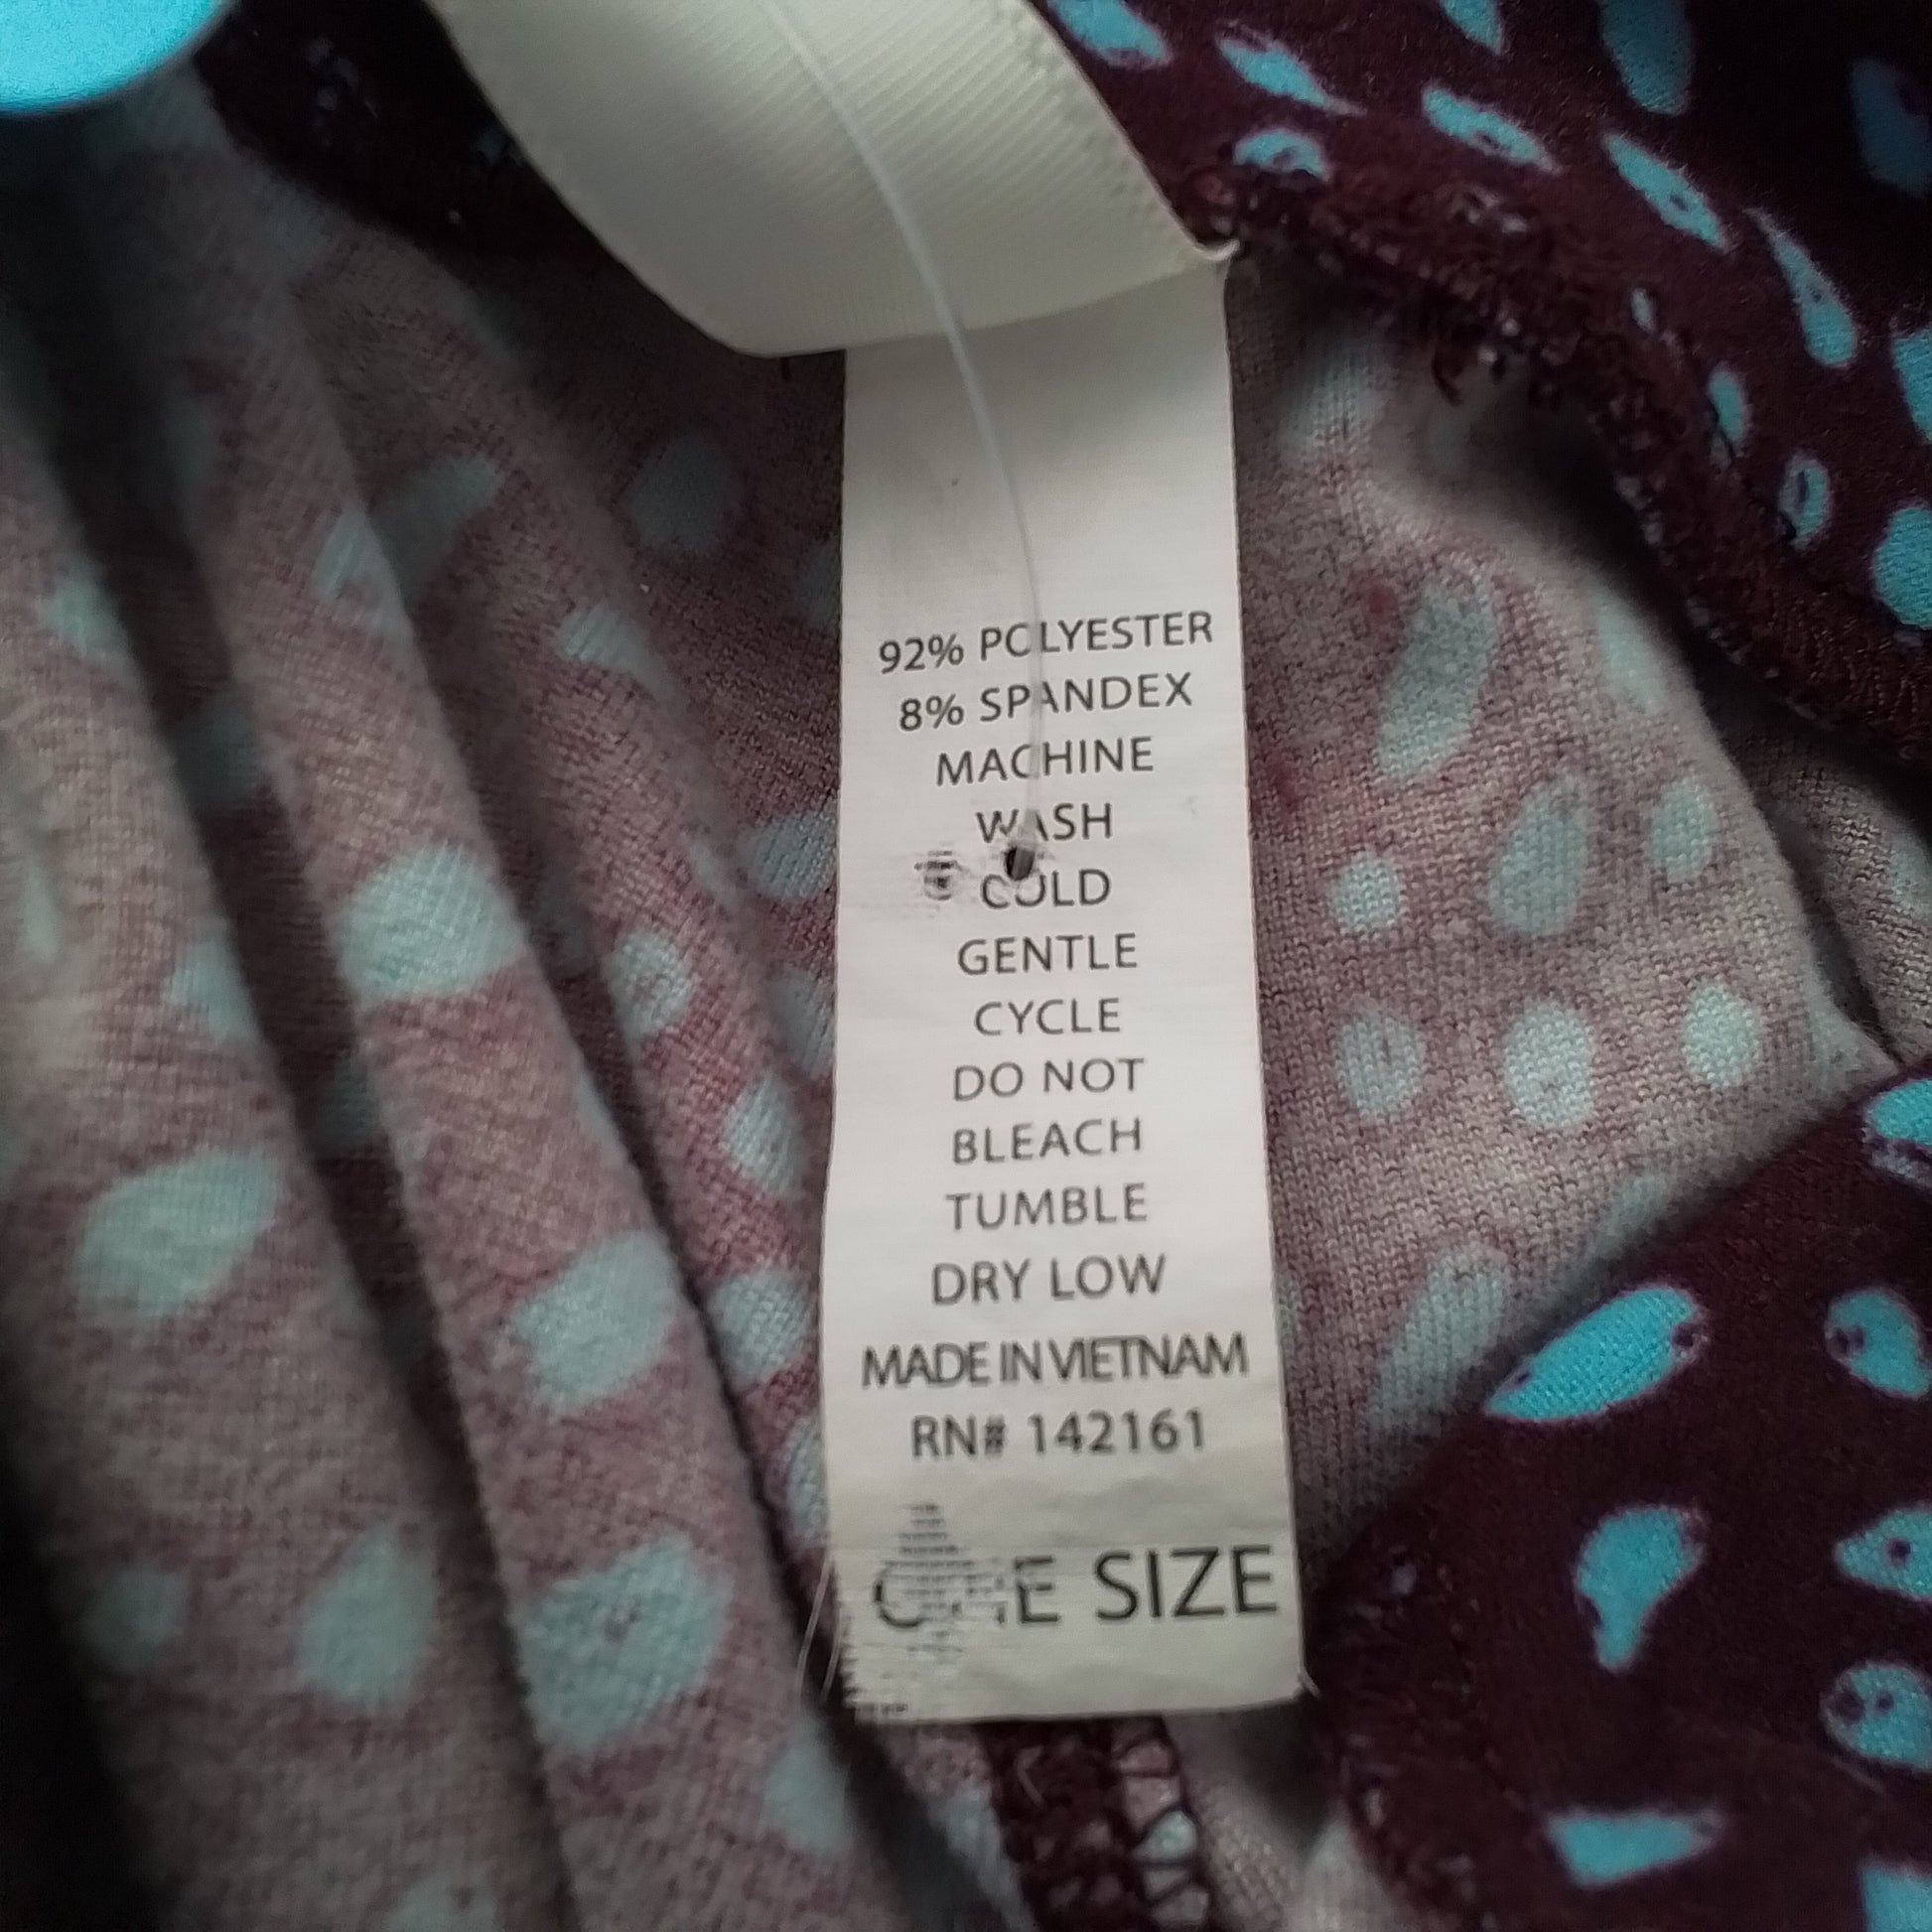 92% POLYESTER
8% SPANDEX
MACHINE
WASH
COLD
GENTLE
CYCLE
DO NOT
BLEACH
TUMBLE
DRY LOW
MADE IN VIETNAM
RN# 142161
ONE SIZE